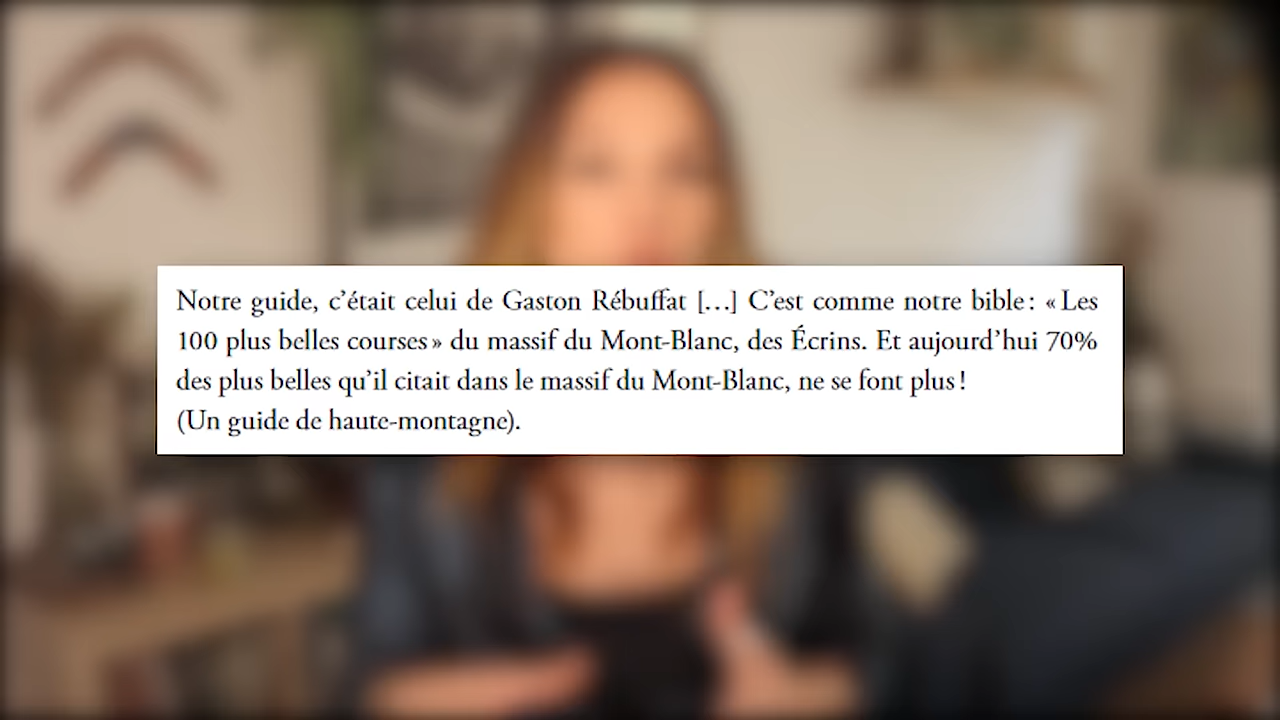 Notre guide, c’était celui de Gaston Rébuffat [...] C’est comme notre bible : « Les
100 plus belles courses » du massif du Mont-Blanc, des Écrins. Et aujourd’hui 70%
des plus belles qu’il citait dans le massif du Mont-Blanc, ne se font plus !
(Un guide de haute-montagne).